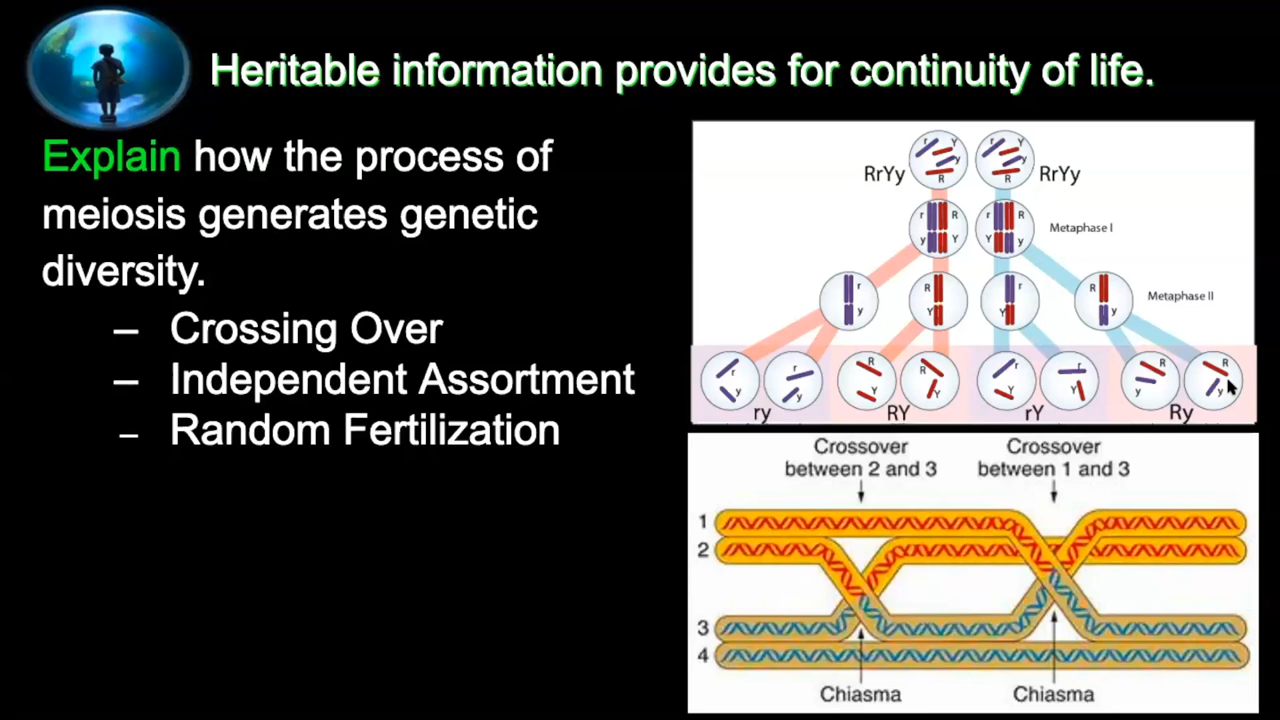 Heritable information provides for continuity of life.
Explain how the process of
meiosis generates genetic
diversity.
– Crossing Over
– Independent Assortment
– Random Fertilization
r Y y R
r Y y R
RrYy
RrYy
r R
y Y
r R
Y y
Metaphase I
r
y
R
Y
r
Y
R
y
Metaphase II
r
y
r
y
R
Y
R
Y
r
Y
r
Y
R
y
R
y
ry
RY
rY
Ry
Crossover
between 2 and 3
Crossover
between 1 and 3
1
2
3
4
Chiasma
Chiasma